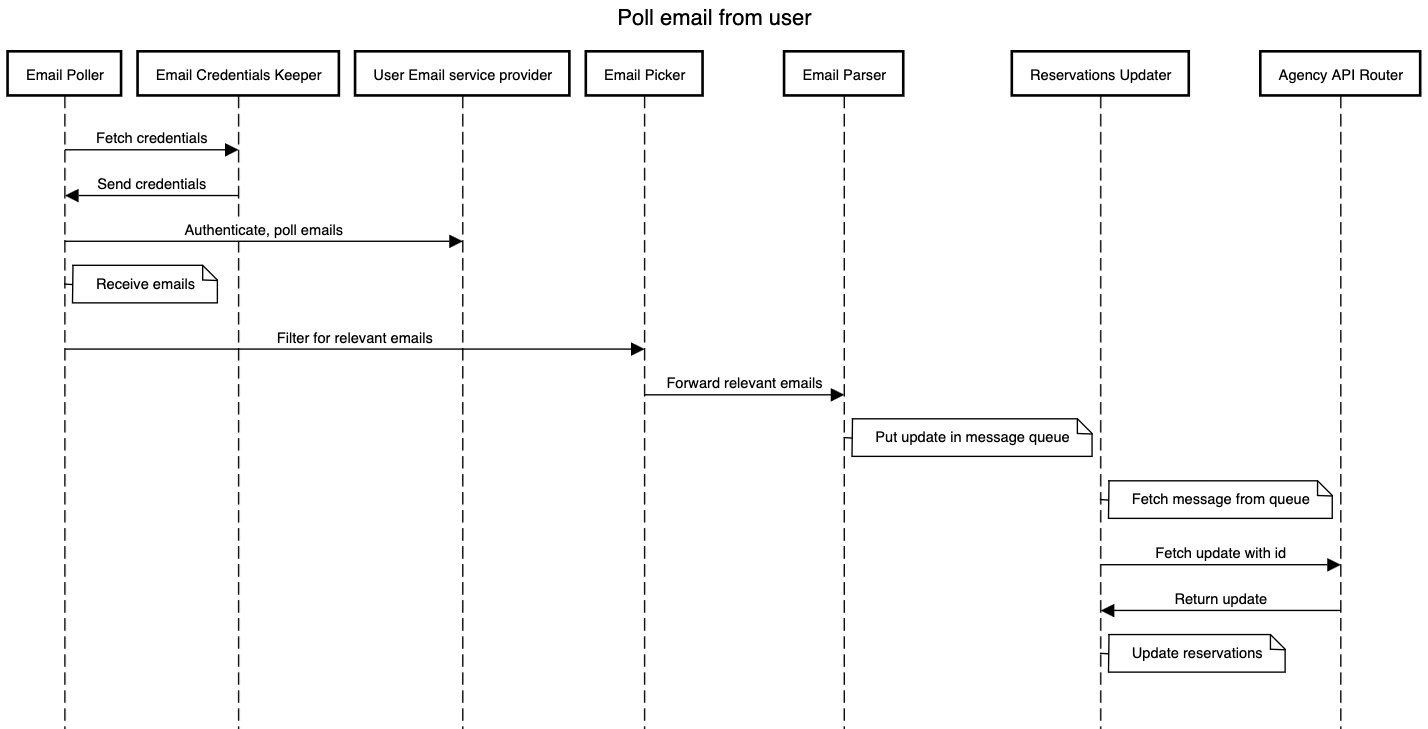 Poll email from user
Email Poller
Email Credentials Keeper
User Email service provider
Email Picker
Email Parser
Reservations Updater
Agency API Router
Fetch credentials
Send credentials
Authenticate, poll emails
Receive emails
Filter for relevant emails
Forward relevant emails
Put update in message queue
Fetch message from queue
Fetch update with id
Return update
Update reservations